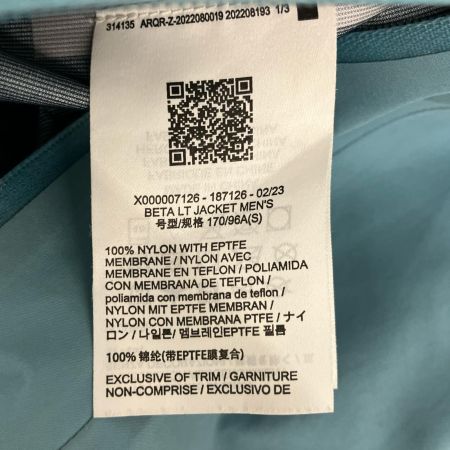 314135 ARQR-Z-2022080019 202208193 1/3
X000007126 - 187126 - 02/23
BETA LT JACKET MEN'S
号型/规格 170/96A(S)
100% NYLON WITH EPTFE
MEMBRANE / NYLON AVEC
MEMBRANE EN TEFLON / POLIAMIDA
CON MEMBRANA DE TEFLON /
poliamida con membrana de teflon /
NYLON MIT EPTFE MEMBRAN /
NYLON CON MEMBRANA PTFE / ナイ
ロン / 나일론 / 멤브레인EPTFE 필름
100% 锦纶(带EPTFE膜复合)
EXCLUSIVE OF TRIM / GARNITURE
NON-COMPRISE / EXCLUSIVO DE